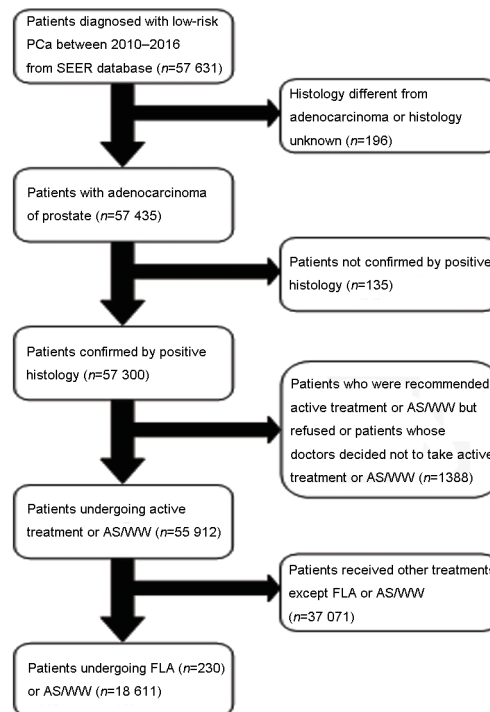 Patients diagnosed with low-risk
PCa between 2010–2016
from SEER database (n=57 631)
Histology different from
adenocarcinoma or histology
unknown (n=196)
Patients with adenocarcinoma
of prostate (n=57 435)
Patients not confirmed by positive
histology (n=135)
Patients confirmed by positive
histology (n=57 300)
Patients who were recommended
active treatment or AS/WW but
refused or patients whose
doctors decided not to take active
treatment or AS/WW (n=1388)
Patients undergoing active
treatment or AS/WW (n=55 912)
Patients received other treatments
except FLA or AS/WW
(n=37 071)
Patients undergoing FLA (n=230)
or AS/WW (n=18 611)